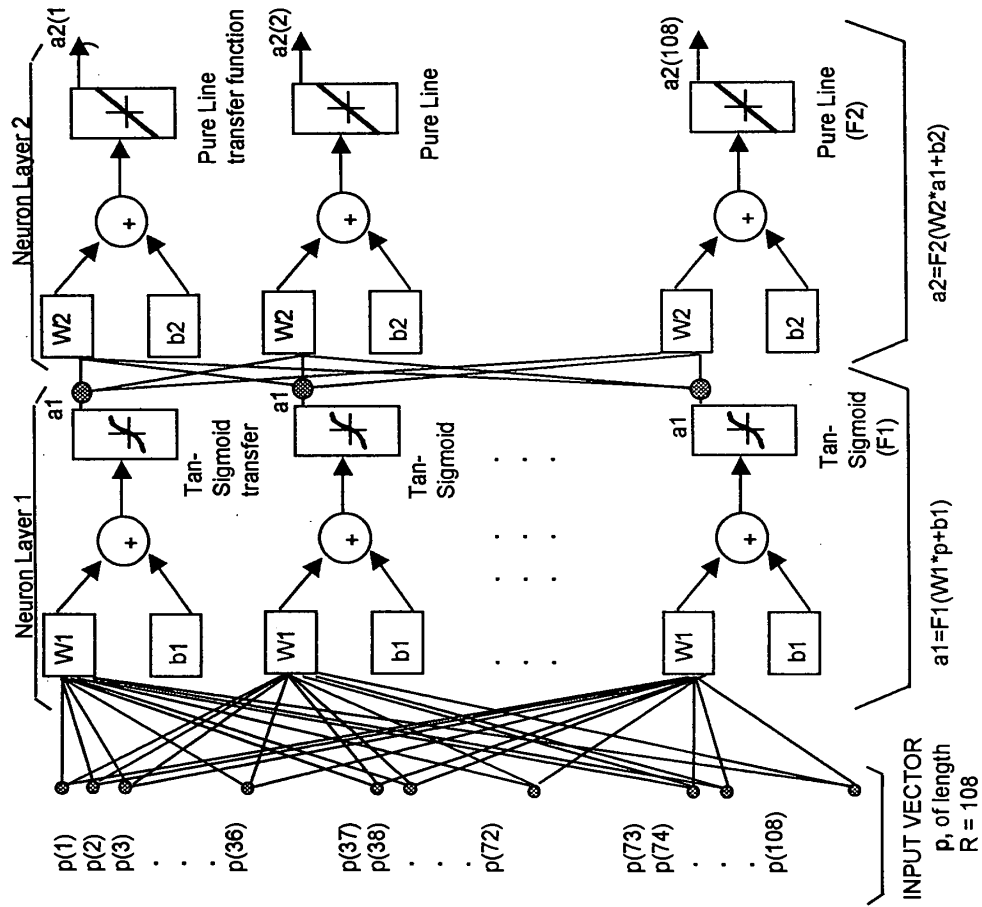 Neuron Layer 1
Neuron Layer 2
p(1)
p(2)
p(3)
.
.
.
p(36)
p(37)
p(38)
.
.
.
p(72)
p(73)
p(74)
.
.
.
p(108)
INPUT VECTOR
p, of length
R = 108
W1
b1
+
Tan-
Sigmoid
transfer
a1
W1
b1
+
Tan-
Sigmoid
a1
. . . .
. . . .
. . . .
W1
b1
+
Tan-
Sigmoid
(F1)
a1
a1=F1(W1*p+b1)
W2
b2
+
Pure Line
transfer function
a2(1
)
W2
b2
+
Pure Line
a2(2)
W2
b2
+
Pure Line
(F2)
a2(108)
a2=F2(W2*a1+b2)